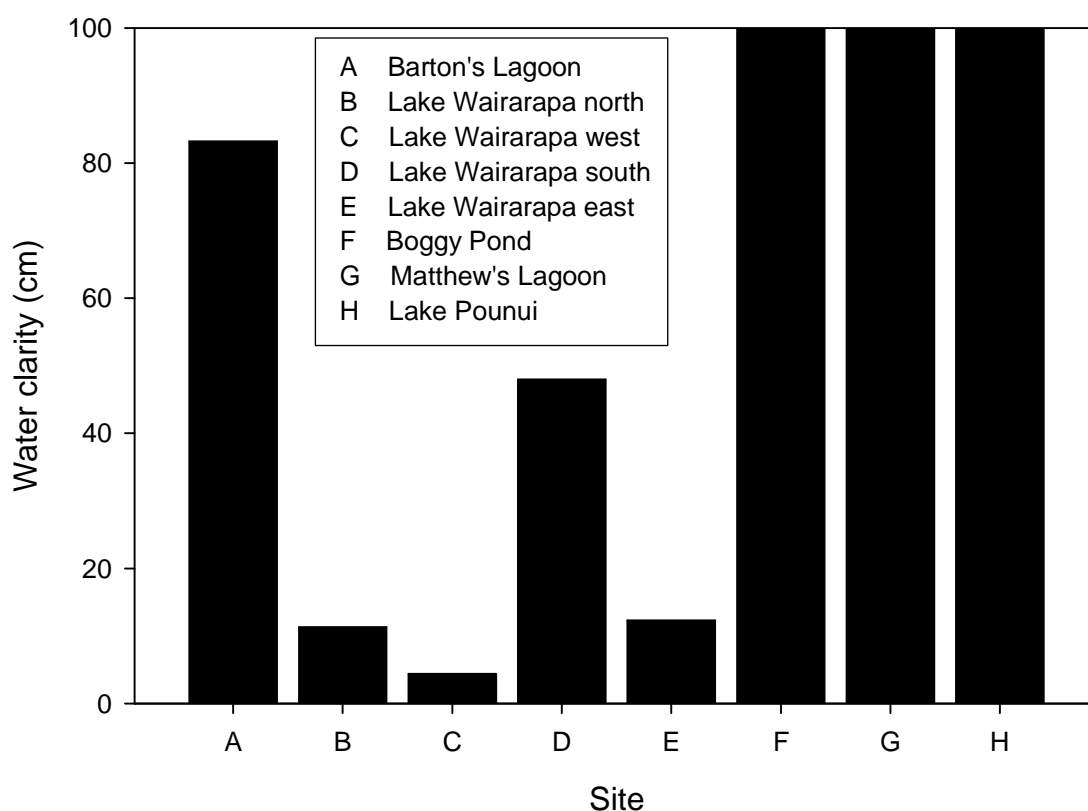 100
80
60
40
20
0
Water clarity (cm)
A Barton's Lagoon
B Lake Wairarapa north
C Lake Wairarapa west
D Lake Wairarapa south
E Lake Wairarapa east
F Boggy Pond
G Matthew's Lagoon
H Lake Pounui
A B C D E F G H
Site